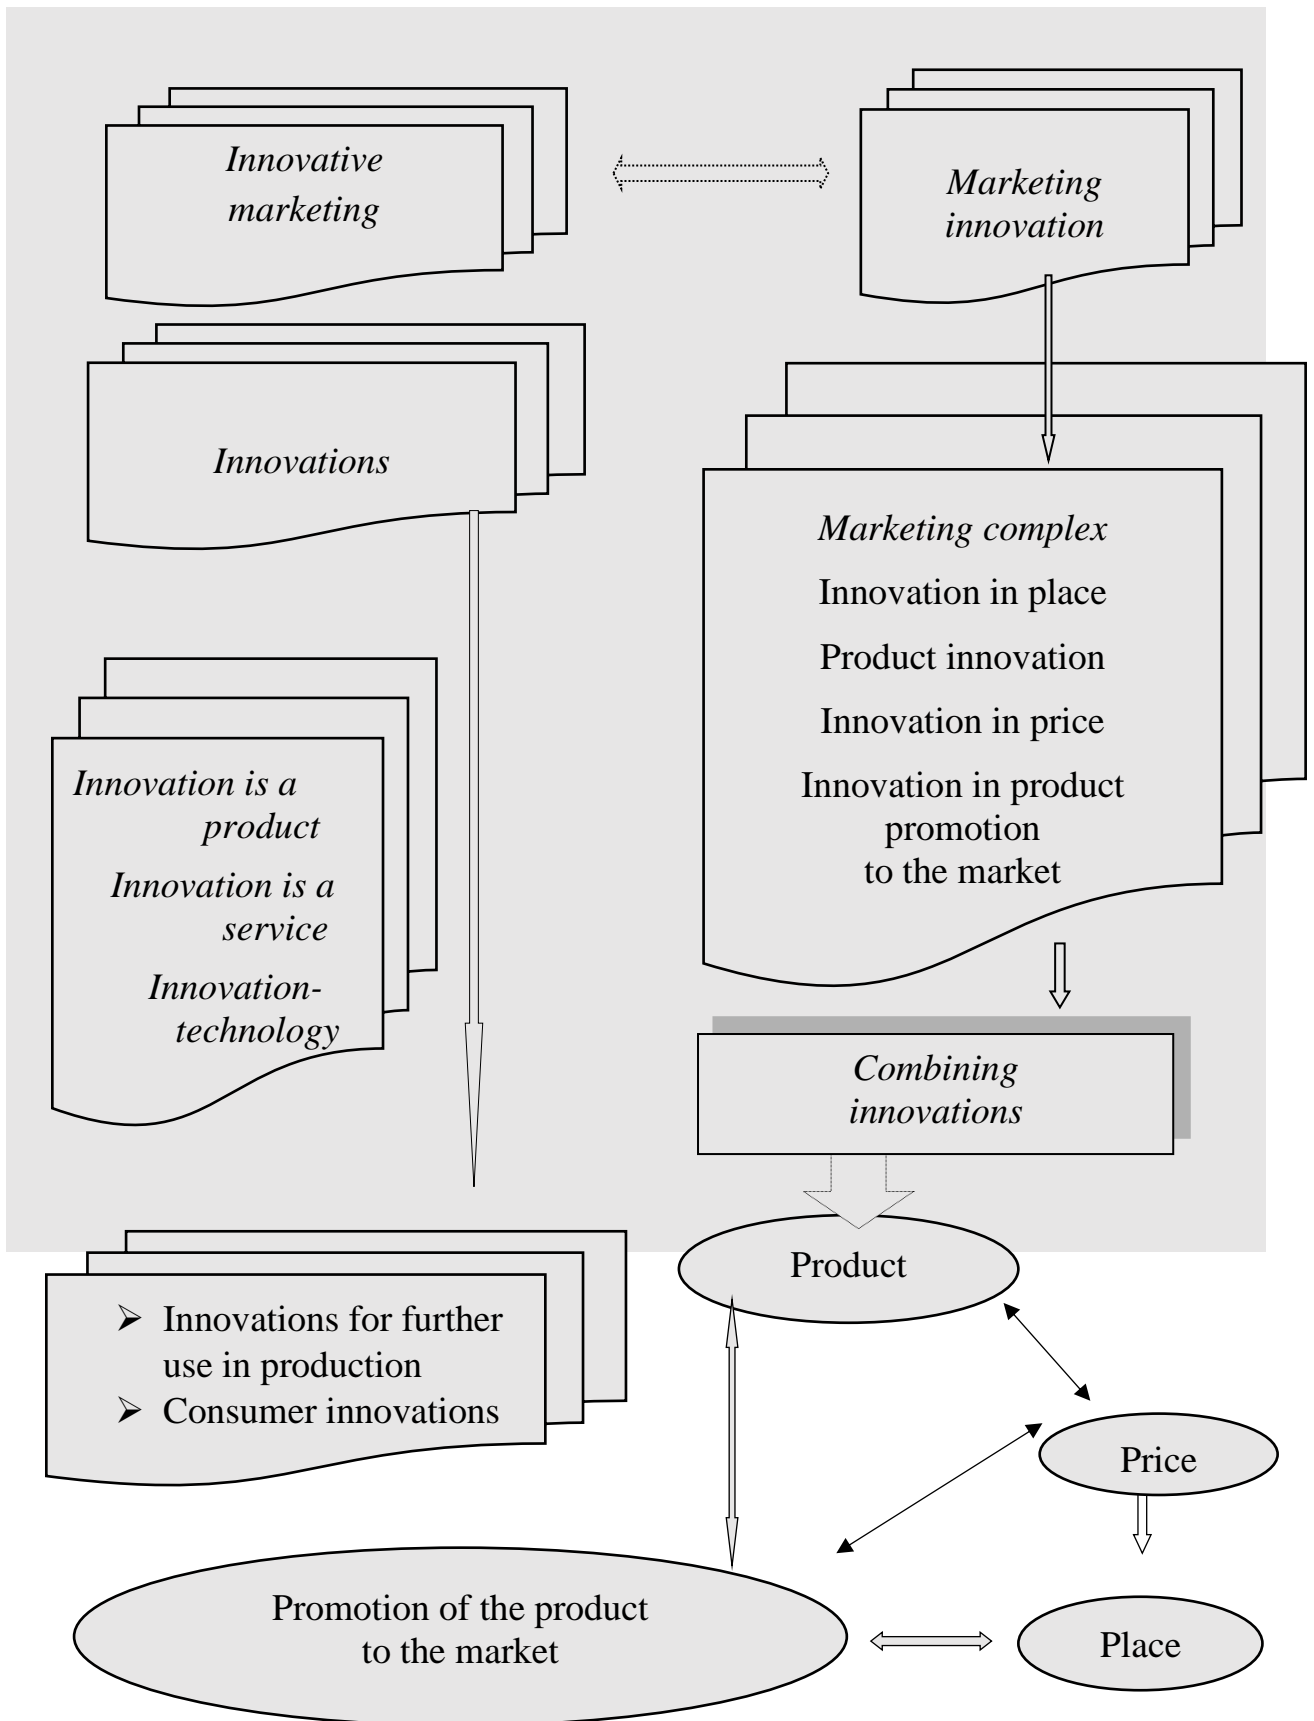 Innovative
marketing
Marketing
innovation
Innovations
Marketing complex
Innovation in place
Product innovation
Innovation in price
Innovation in product
promotion
to the market
Innovation is a
product
Innovation is a
service
Innovation-
technology
Combining
innovations
Product
➢ Innovations for further
use in production
➢ Consumer innovations
Price
Promotion of the product
to the market
Place